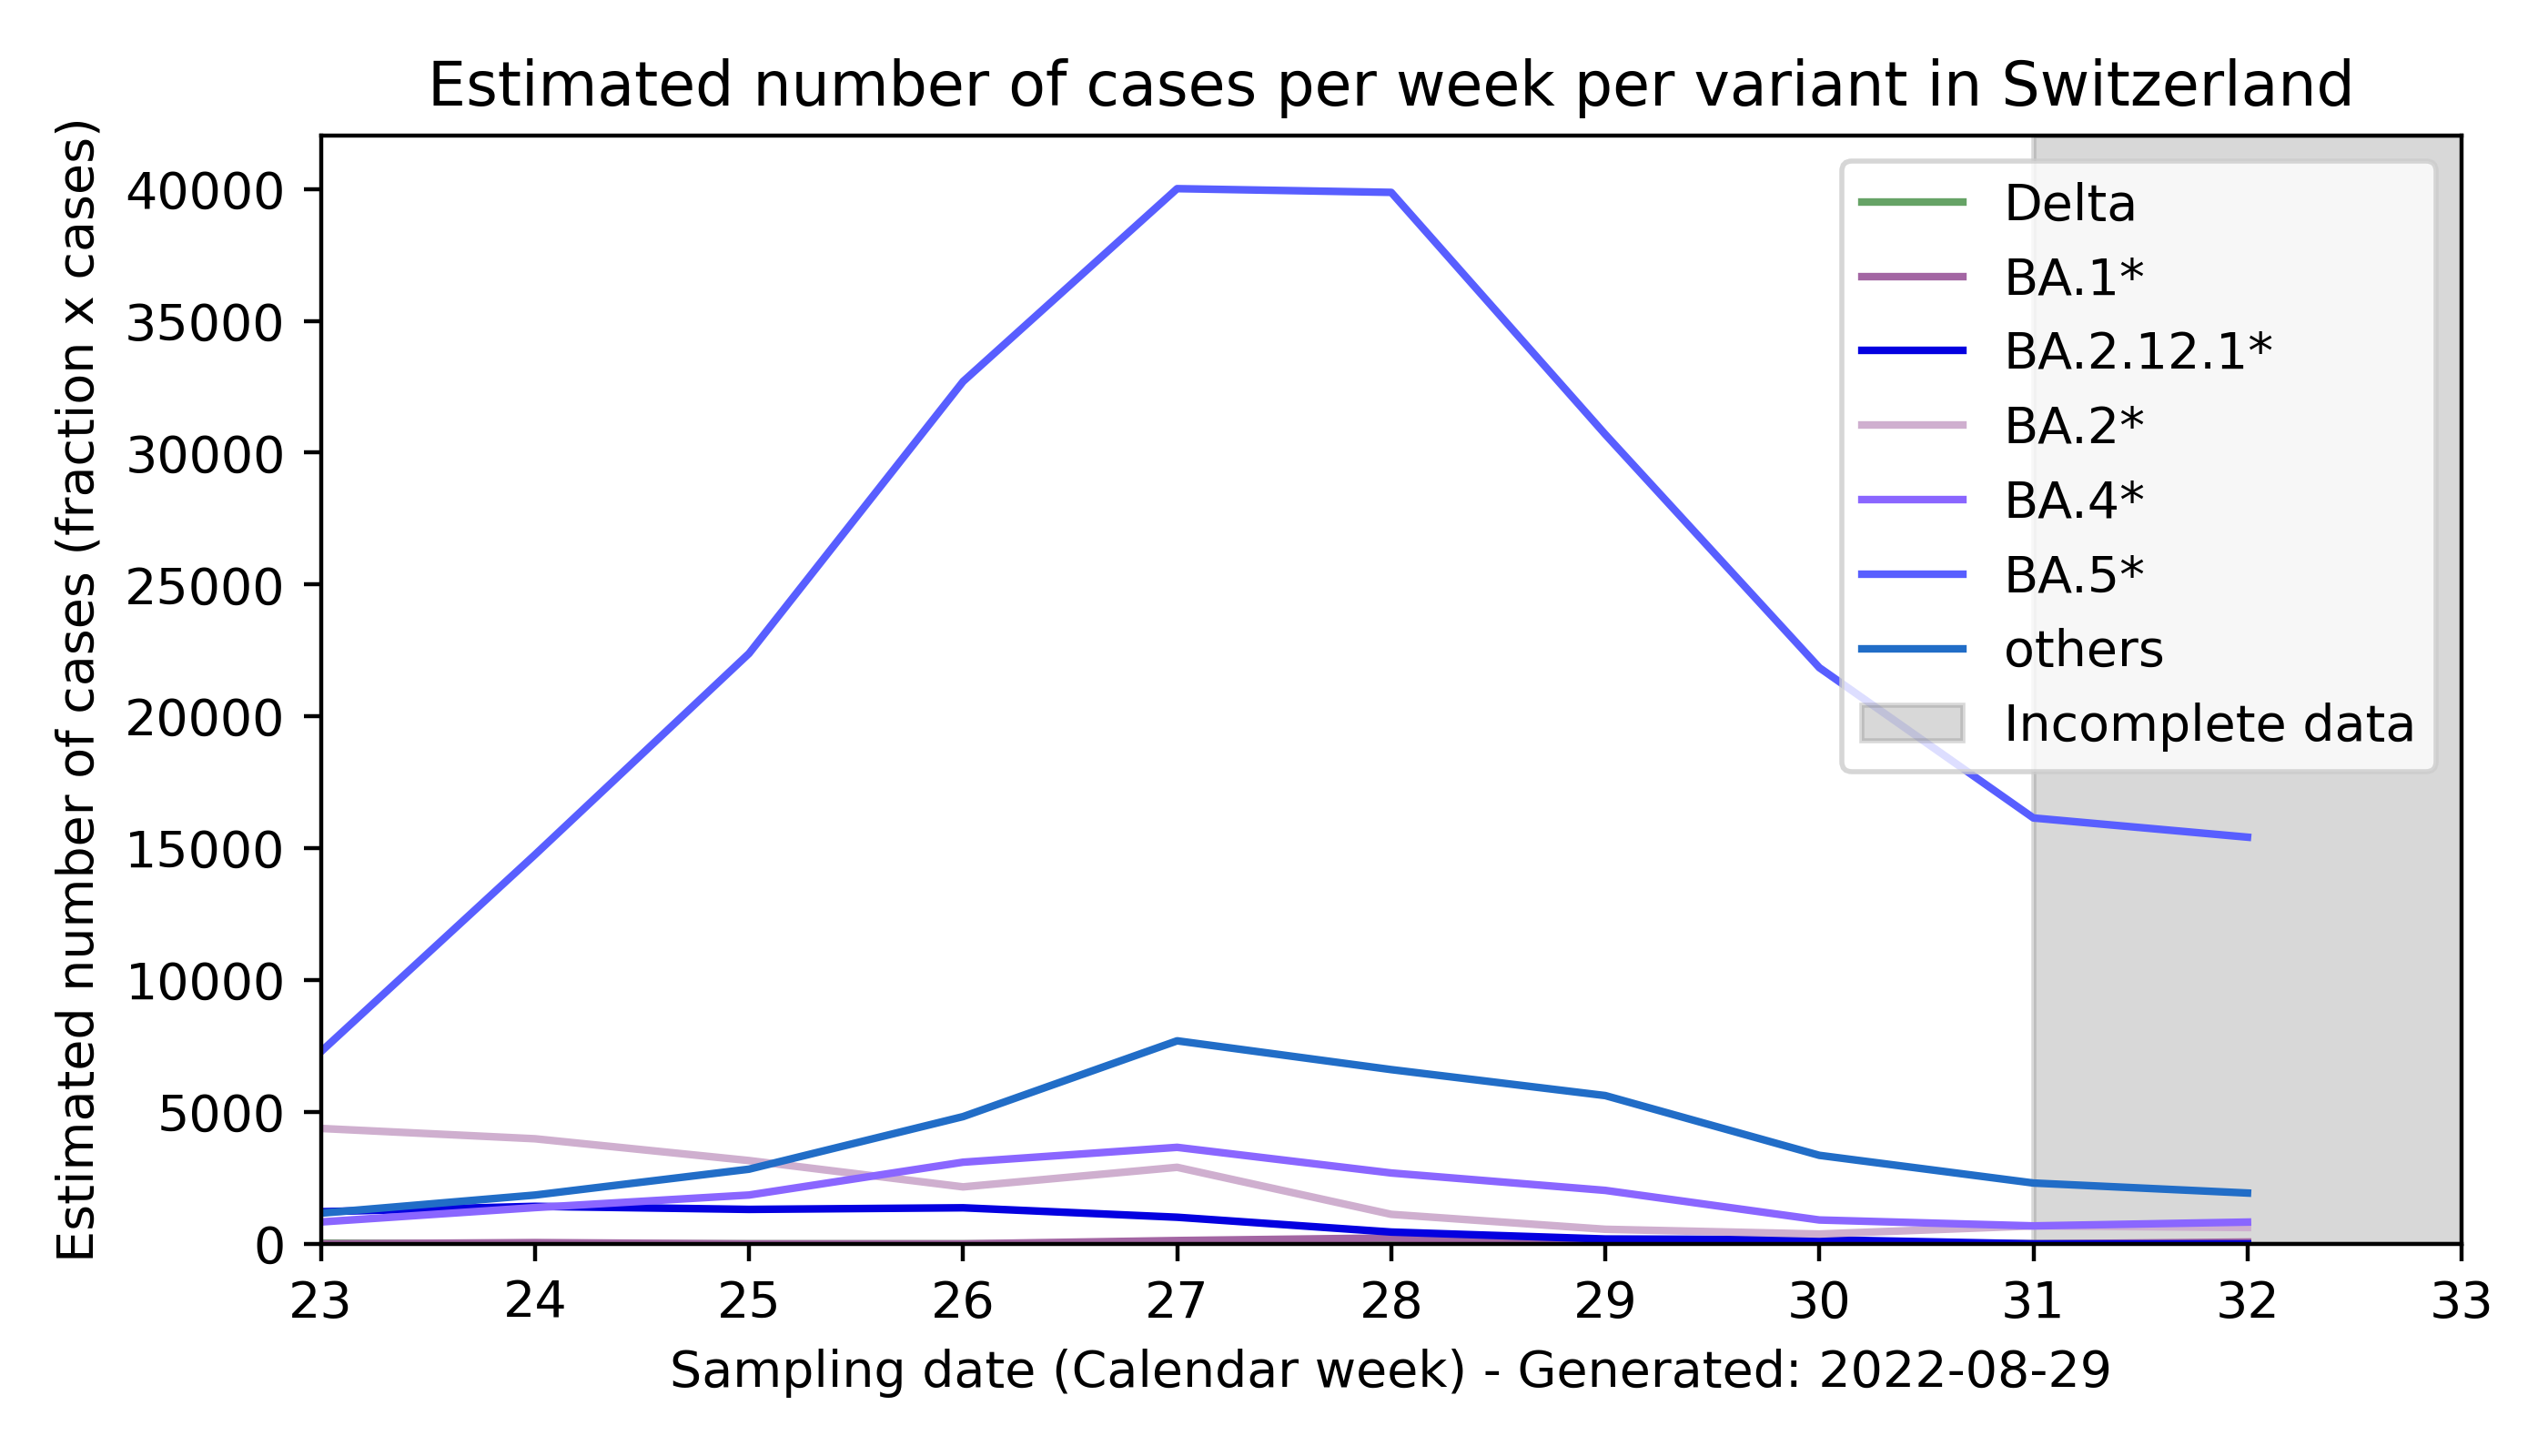 Estimated number of cases per week per variant in Switzerland
Estimated number of cases (fraction x cases)
40000
35000
30000
25000
20000
15000
10000
5000
0
Delta
BA.1*
BA.2.12.1*
BA.2*
BA.4*
BA.5*
others
Incomplete data
23 24 25 26 27 28 29 30 31 32 33
Sampling date (Calendar week) - Generated: 2022-08-29